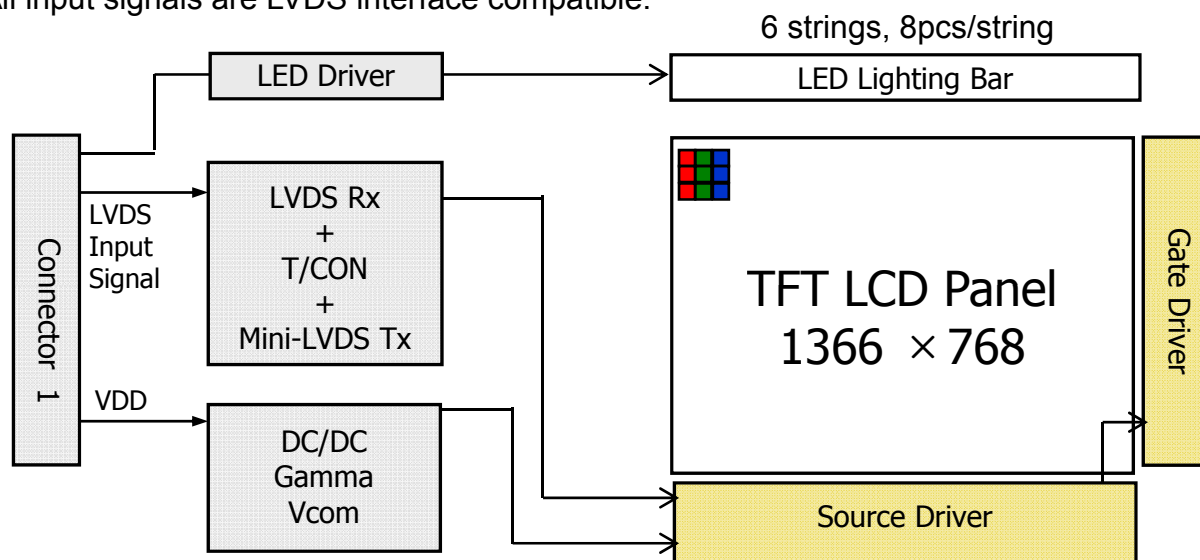 All input signals are LVDS interface compatible.
6 strings, 8pcs/string
LED Driver
LED Lighting Bar
Connector 1
LVDS
Input
Signal
LVDS Rx
+
T/CON
+
Mini-LVDS Tx
TFT LCD Panel
1366 × 768
Gate Driver
VDD
DC/DC
Gamma
Vcom
Source Driver